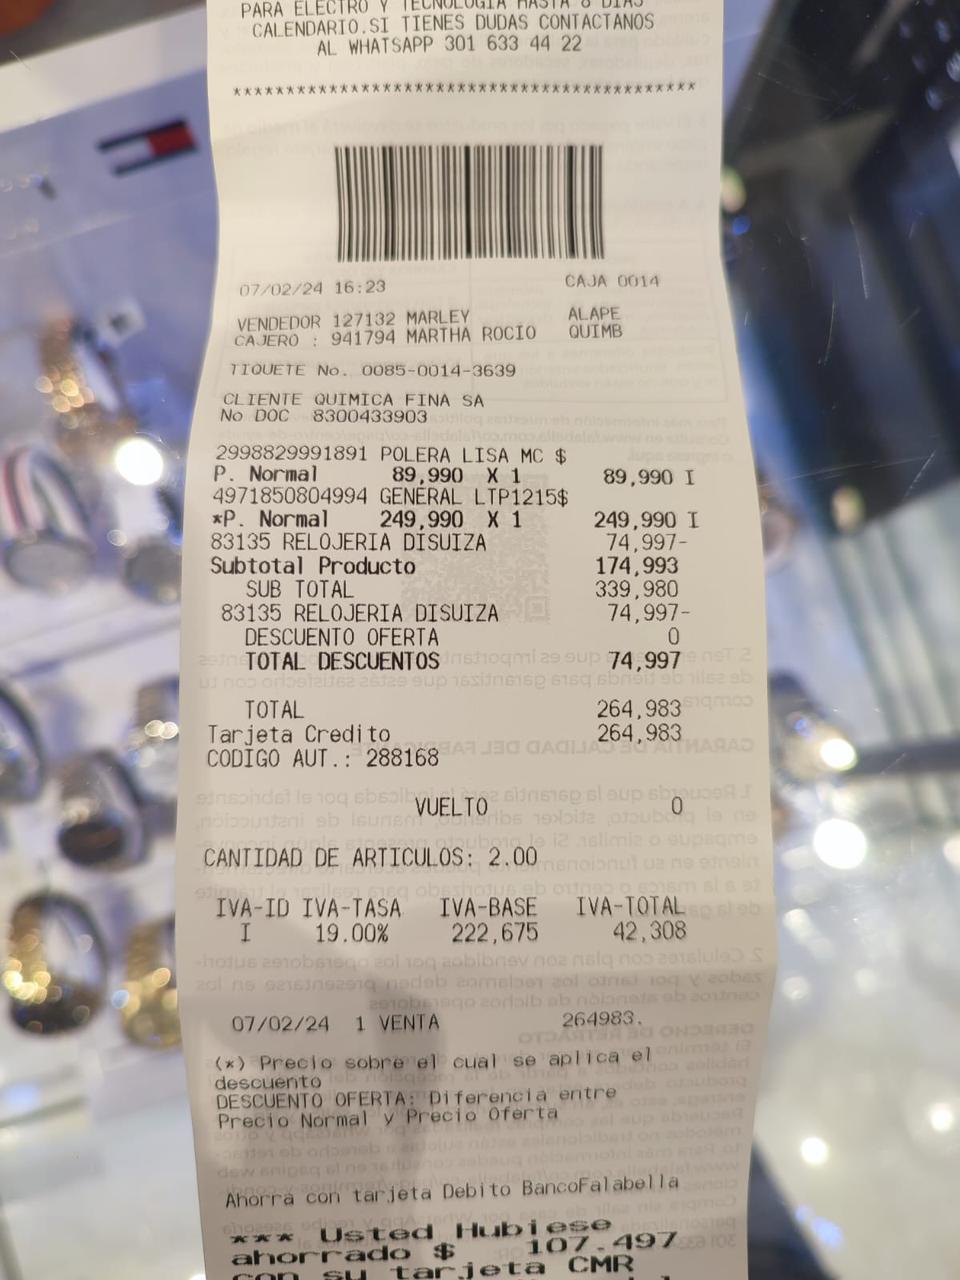 PARA ELECTRO Y TECNOLOGIA HASTA 8 DIAS
CALENDARIO.SI TIENES DUDAS CONTACTANOS
AL WHATSAPP 301 633 44 22
********************************************
07/02/24 16:23 CAJA 0014
VENDEDOR 127132 MARLEY ALAPE
CAJERO : 941794 MARTHA ROCIO QUIMB
TIQUETE No. 0085-0014-3639
CLIENTE QUIMICA FINA SA
No DOC 8300433903
2998829991891 POLERA LISA MC $
P. Normal 89,990 X 1 89,990 I
4971850804994 GENERAL LTP1215$
*P. Normal 249,990 X 1 249,990 I
83135 RELOJERIA DISUIZA 74,997-
Subtotal Producto 174,993
SUB TOTAL 339,980
83135 RELOJERIA DISUIZA 74,997-
DESCUENTO OFERTA 0
TOTAL DESCUENTOS 74,997
TOTAL 264,983
Tarjeta Credito 264,983
CODIGO AUT.: 288168
VUELTO 0
CANTIDAD DE ARTICULOS: 2.00
IVA-ID IVA-TASA IVA-BASE IVA-TOTAL
I 19.00% 222,675 42,308
07/02/24 1 VENTA 264983.
(*) Precio sobre el cual se aplica el
descuento
DESCUENTO OFERTA: Diferencia entre
Precio Normal y Precio Oferta
Ahorra con tarjeta Debito BancoFalabella
*** Usted Hubiese
ahorrado $ 107.497
con su tarjeta CMR